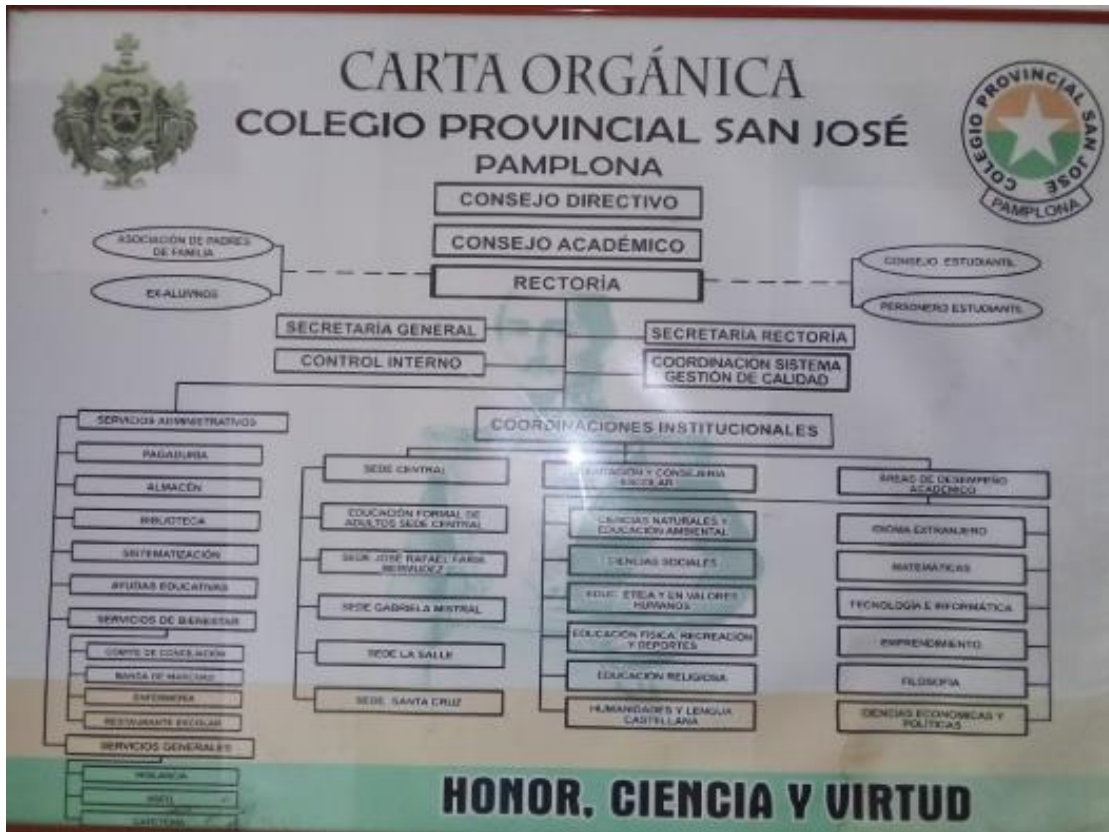 CARTA ORGÁNICA
COLEGIO PROVINCIAL SAN JOSÉ
PAMPLONA
COLEGIO PROVINCIAL SAN JOSE
PAMPLONA
CONSEJO DIRECTIVO
CONSEJO ACADÉMICO
RECTORÍA
ASOCIACIÓN DE PADRES
DE FAMILIA
EX-ALUMNOS
CONSEJO ESTUDIANTIL
PERSONERO ESTUDIANTIL
SECRETARÍA GENERAL
SECRETARÍA RECTORÍA
CONTROL INTERNO
COORDINACIÓN SISTEMA
GESTIÓN DE CALIDAD
SERVICIOS ADMINISTRATIVOS
PAGADURÍA
ALMACÉN
BIBLIOTECA
SISTEMATIZACIÓN
AYUDAS EDUCATIVAS
SERVICIOS DE BIENESTAR
COMITÉ DE CONCILIACIÓN
BANDA DE MARCHAS
ENFERMERÍA
RESTAURANTE ESCOLAR
SERVICIOS GENERALES
VIGILANCIA
ASEO
CAFETERÍA
COORDINACIONES INSTITUCIONALES
SEDE CENTRAL
EDUCACIÓN FORMAL DE
ADULTOS SEDE CENTRAL
SEDE JOSÉ RAFAEL FARIA
BERMÚDEZ
SEDE GABRIELA MISTRAL
SEDE LA SALLE
SEDE SANTA CRUZ
Y CONSEJERÍA
ESCOLAR
CIENCIAS NATURALES Y
EDUCACIÓN AMBIENTAL
CIENCIAS SOCIALES
EDUC. ÉTICA Y EN VALORES
HUMANOS
EDUCACIÓN FÍSICA, RECREACIÓN
Y DEPORTES
EDUCACIÓN RELIGIOSA
HUMANIDADES Y LENGUA
CASTELLANA
ÁREAS DE DESEMPEÑO
ACADÉMICO
IDIOMA EXTRANJERO
MATEMÁTICAS
TECNOLOGÍA E INFORMÁTICA
EMPRENDIMIENTO
FILOSOFÍA
CIENCIAS ECONÓMICAS Y
POLÍTICAS
HONOR, CIENCIA Y VIRTUD